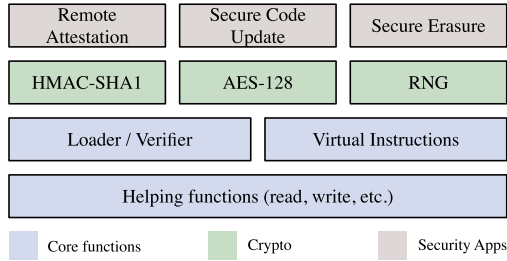 Remote
Attestation
Secure Code
Update
Secure Erasure
HMAC-SHA1
AES-128
RNG
Loader / Verifier
Virtual Instructions
Helping functions (read, write, etc.)
Core functions
Crypto
Security Apps